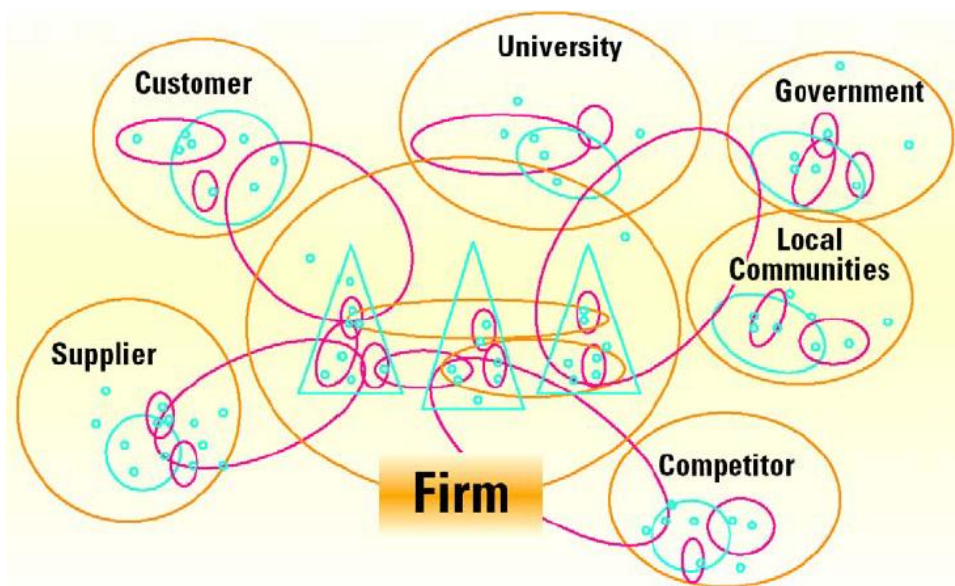 University
Customer
Government
Local
Communities
Supplier
Competitor
Firm